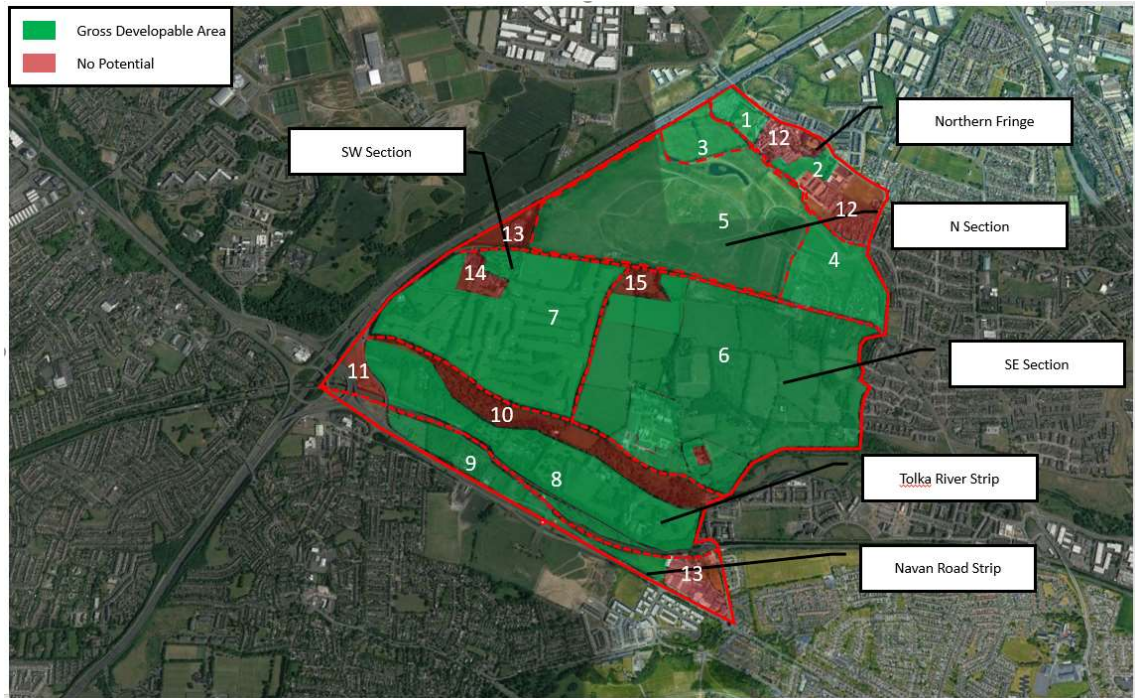 Gross Developable Area
No Potential
Northern Fringe
SW Section
N Section
SE Section
Tolka River Strip
Navan Road Strip
1
12
3
2
5
12
13
4
14
15
7
6
11
10
9
8
13